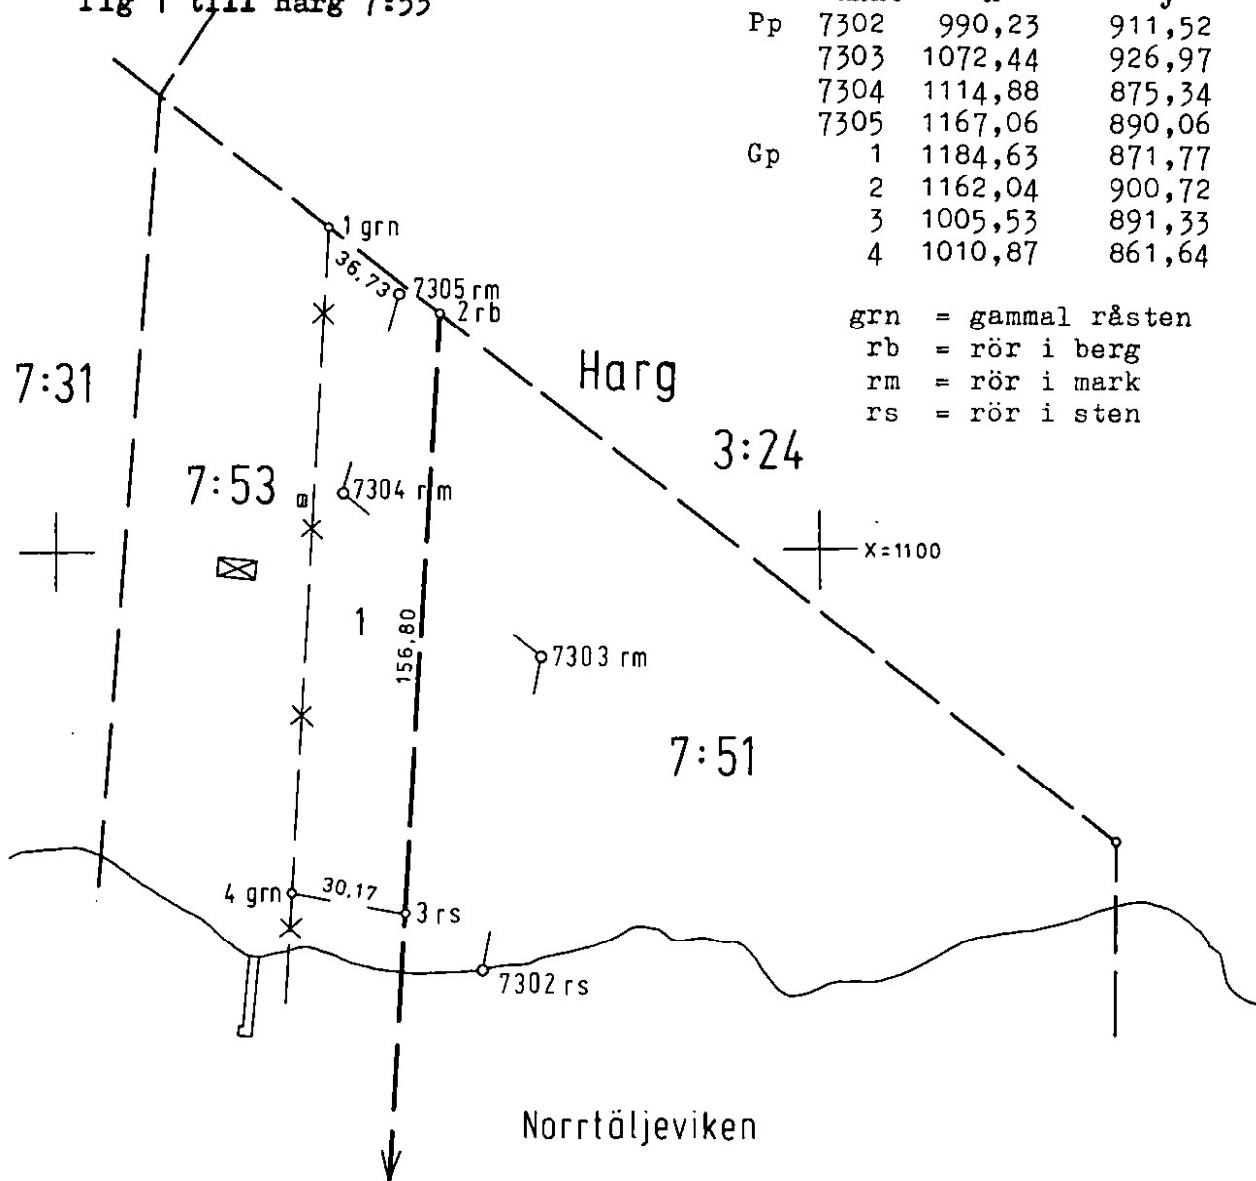 till Harg 7:53
Pp 7302 990,23 911,52
7303 1072,44 926,97
7304 1114,88 875,34
7305 1167,06 890,06
Gp 1 1184,63 871,77
2 1162,04 900,72
3 1005,53 891,33
4 1010,87 861,64
grn = gammal råsten
rb = rör i berg
rm = rör i mark
rs = rör i sten
1 grn
36,73
7305 rm
2 rb
7:31
Harg
3:24
7:53
7304 rm
X=1100
1
156,80
7303 rm
7:51
4 grn
30,17
3 rs
7302 rs
Norrtäljeviken